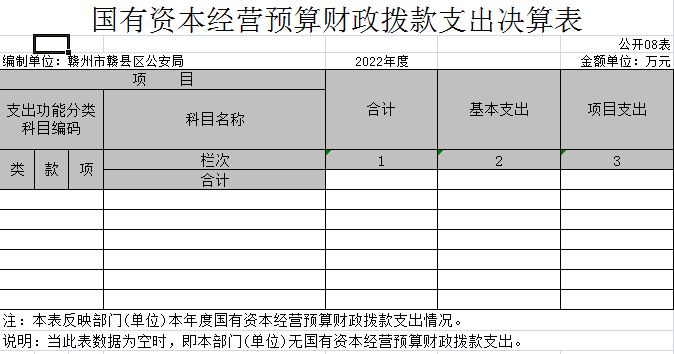 国有资本经营预算财政拨款支出决算表
公开08表
编制单位：赣州市赣县区公安局 2022年度 金额单位：万元
项 目
合计 基本支出 项目支出
支出功能分类
科目编码
科目名称
类 款 项
栏次 1 2 3
合计
注：本表反映部门(单位)本年度国有资本经营预算财政拨款支出情况。
说明：当此表数据为空时，即本部门(单位)无国有资本经营预算财政拨款支出。